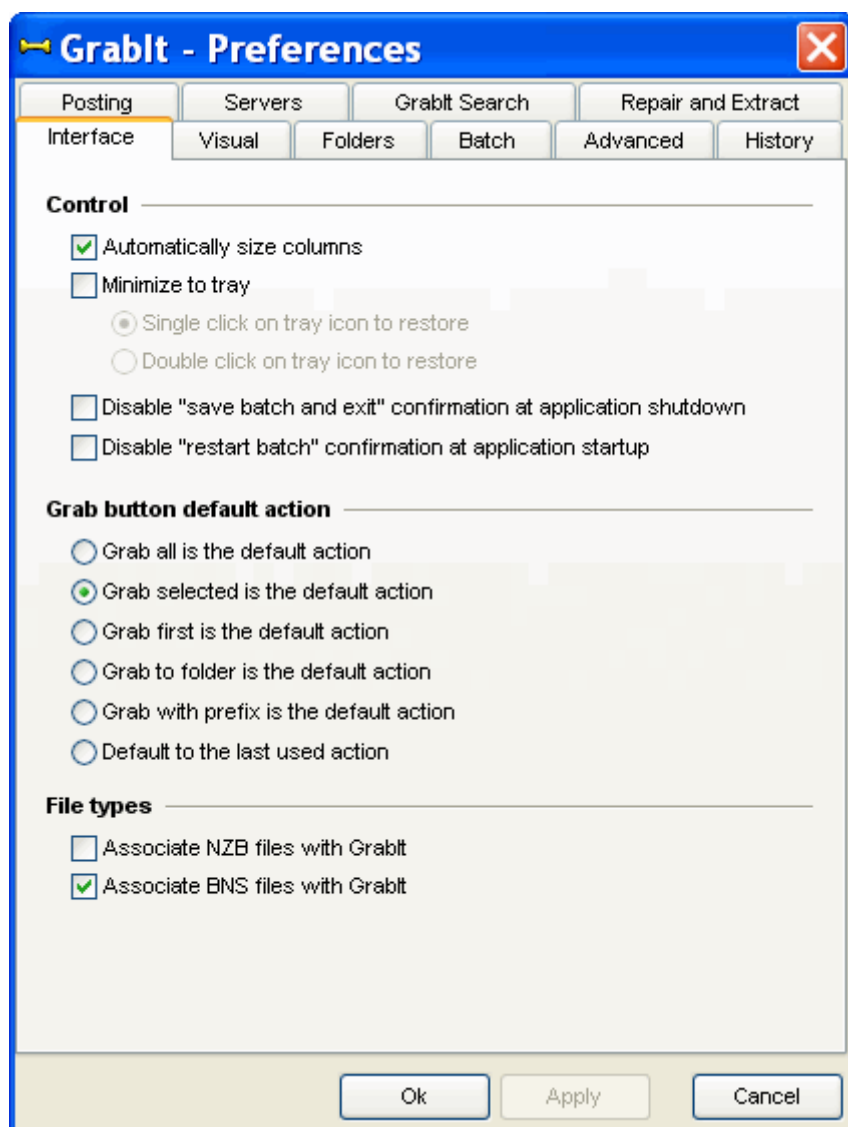 GrabIt - Preferences
Posting Servers GrabIt Search Repair and Extract
Interface Visual Folders Batch Advanced History
Control
Automatically size columns
Minimize to tray
Single click on tray icon to restore
Double click on tray icon to restore
Disable "save batch and exit" confirmation at application shutdown
Disable "restart batch" confirmation at application startup
Grab button default action
Grab all is the default action
Grab selected is the default action
Grab first is the default action
Grab to folder is the default action
Grab with prefix is the default action
Default to the last used action
File types
Associate NZB files with GrabIt
Associate BNS files with GrabIt
Ok Apply Cancel